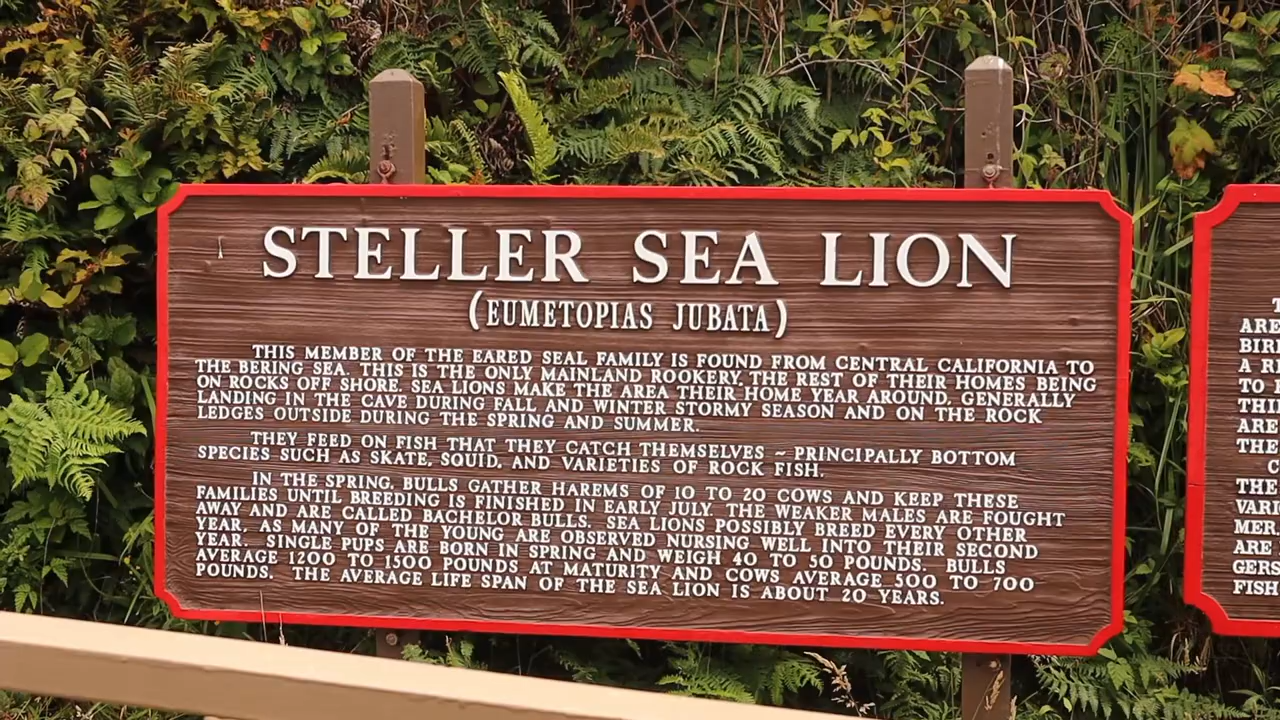 STELLER SEA LION
(EUMETOPIAS JUBATA)
THIS MEMBER OF THE EARED SEAL FAMILY IS FOUND FROM CENTRAL CALIFORNIA TO
THE BERING SEA. THIS IS THE ONLY MAINLAND ROOKERY, THE REST OF THEIR HOMES BEING
ON ROCKS OFF SHORE. SEA LIONS MAKE THE AREA THEIR HOME YEAR AROUND, GENERALLY
LANDING IN THE CAVE DURING FALL AND WINTER STORMY SEASON AND ON THE ROCK
LEDGES OUTSIDE DURING THE SPRING AND SUMMER.
THEY FEED ON FISH THAT THEY CATCH THEMSELVES ~ PRINCIPALLY BOTTOM
SPECIES SUCH AS SKATE, SQUID, AND VARIETIES OF ROCK FISH.
IN THE SPRING, BULLS GATHER HAREMS OF 10 TO 20 COWS AND KEEP THESE
FAMILIES UNTIL BREEDING IS FINISHED IN EARLY JULY. THE WEAKER MALES ARE FOUGHT
AWAY AND ARE CALLED BACHELOR BULLS. SEA LIONS POSSIBLY BREED EVERY OTHER
YEAR, AS MANY OF THE YOUNG ARE OBSERVED NURSING WELL INTO THEIR SECOND
YEAR. SINGLE PUPS ARE BORN IN SPRING AND WEIGH 40 TO 50 POUNDS. BULLS
AVERAGE 1200 TO 1500 POUNDS AT MATURITY AND COWS AVERAGE 500 TO 700
POUNDS. THE AVERAGE LIFE SPAN OF THE SEA LION IS ABOUT 20 YEARS.
ARE
A
TO
ARE
ARE
FISH